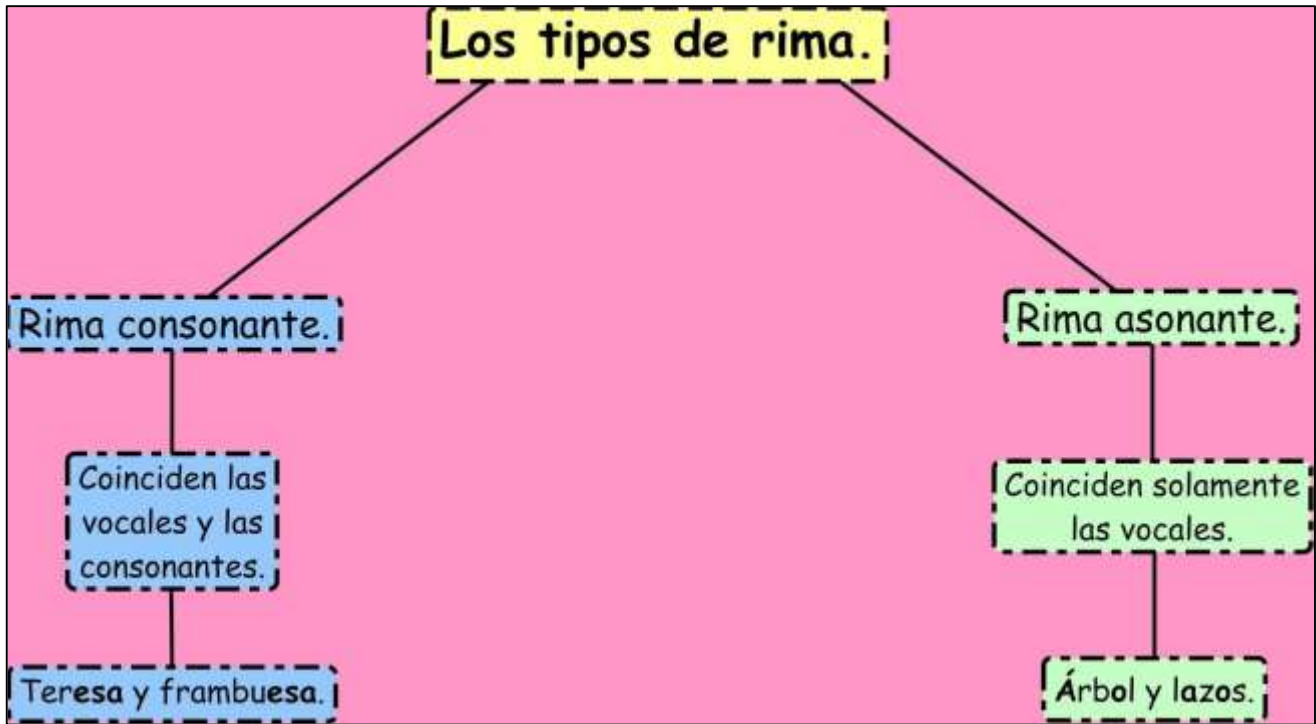 Los tipos de rima.
Rima consonante.
Rima asonante.
Coinciden las
vocales y las
consonantes.
Coinciden solamente
las vocales.
Teresa y frambuesa.
Árbol y lazos.